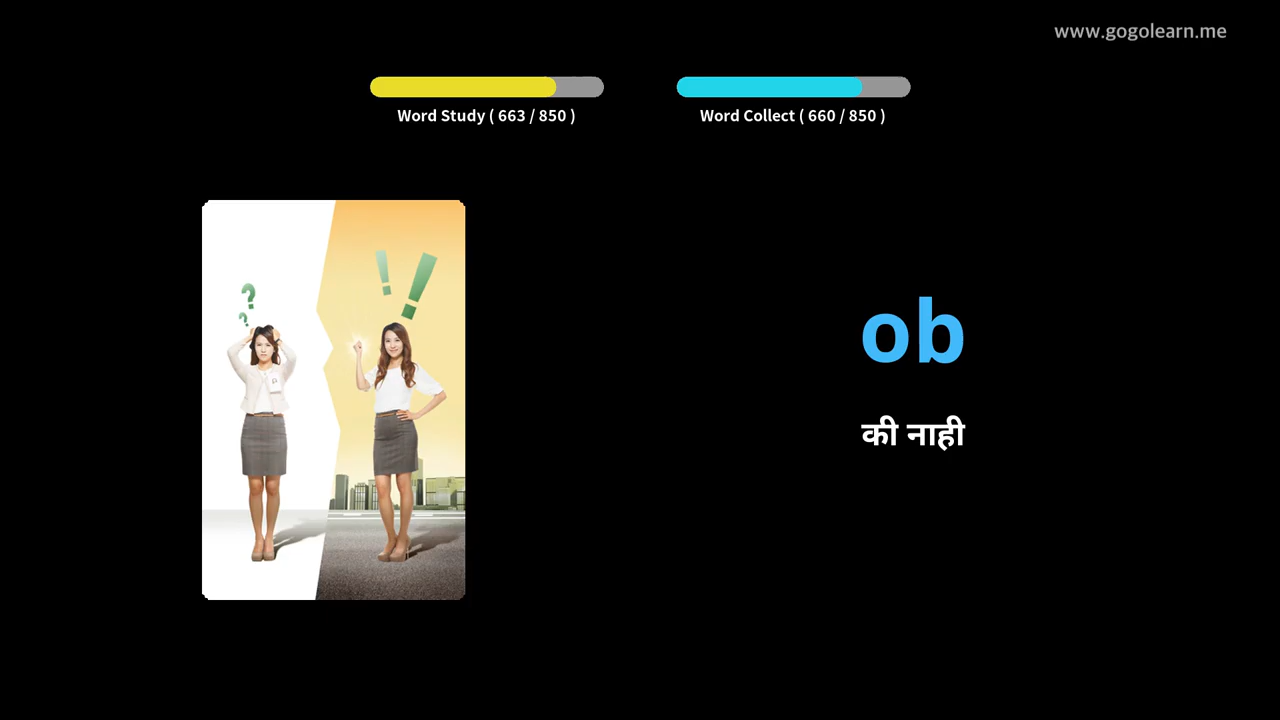 www.gogolearn.me
Word Study ( 663 / 850 )
Word Collect ( 660 / 850 )
? ?
! !
ob
की नाही